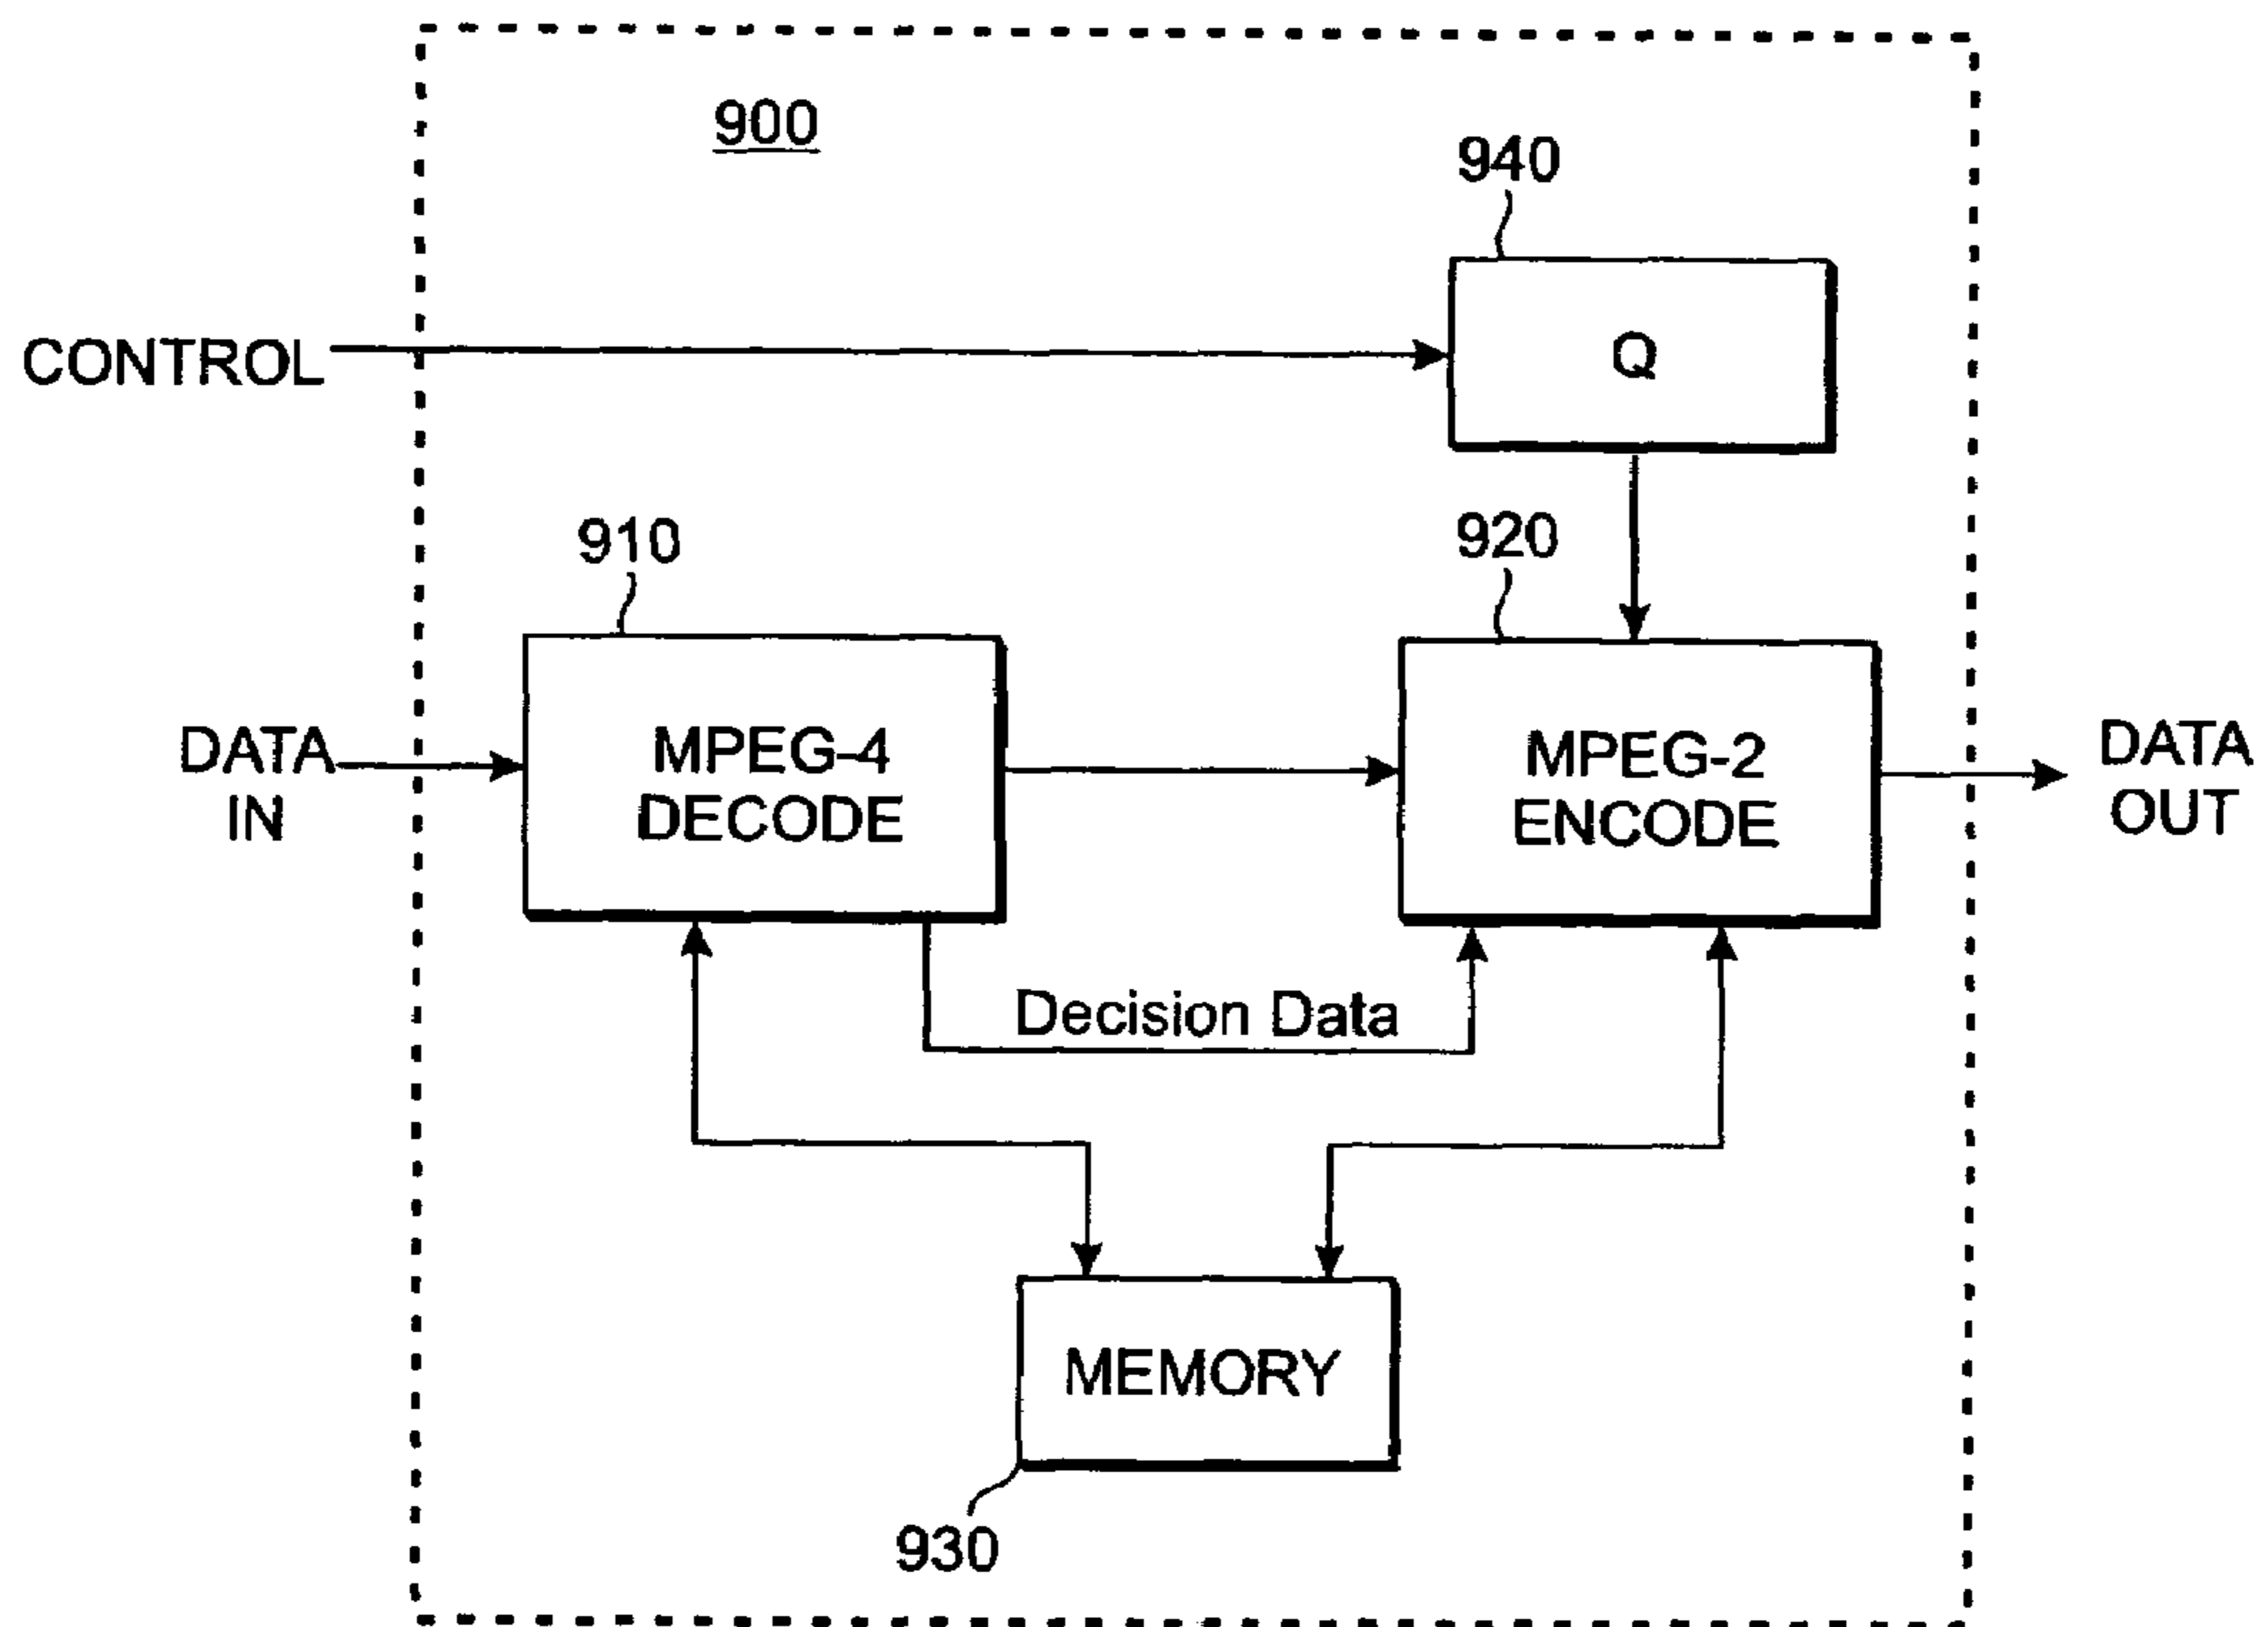 900
940
CONTROL
Q
910
920
DATA
IN
MPEG-4
DECODE
MPEG-2
ENCODE
DATA
OUT
Decision Data
MEMORY
930